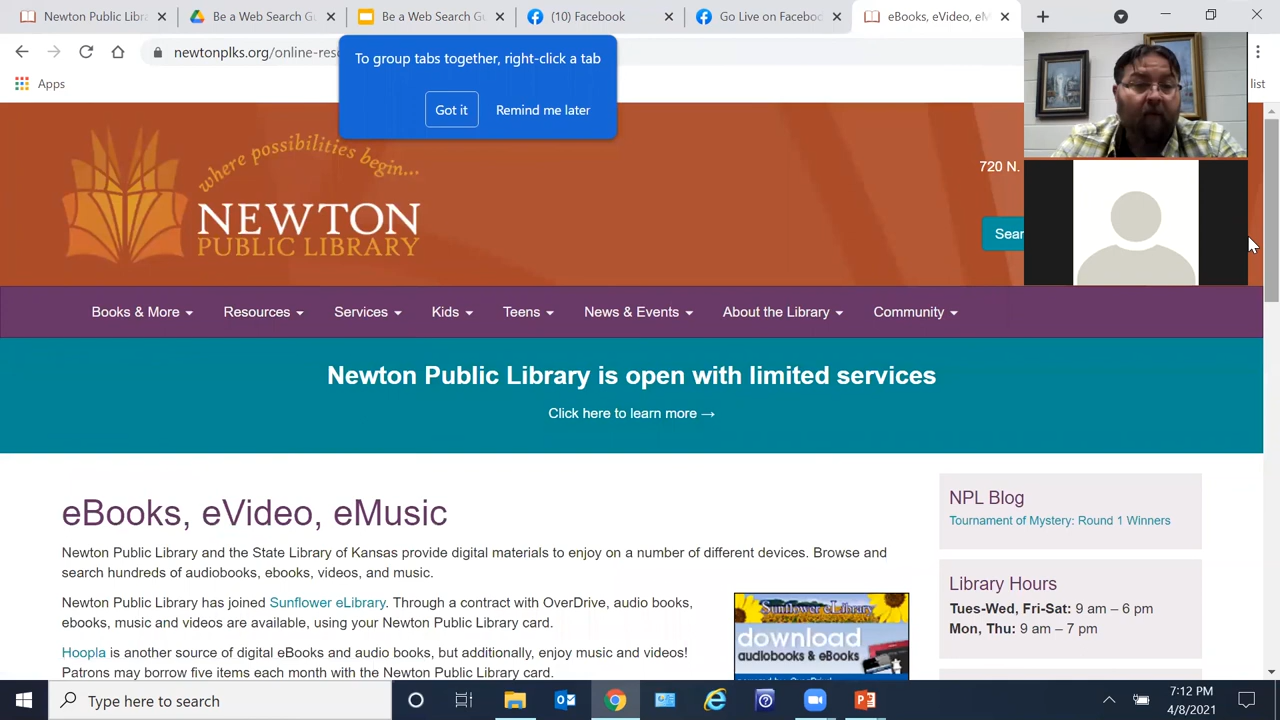 Newton Public Libra
Be a Web Search G
Be a Web Search Gu
(10) Facebook
Go Live on Faceboo
eBooks, eVideo, eM
newtonplks.org/online-res
Apps
list
To group tabs together, right-click a tab
Got it
Remind me later
where possibilities begin...
NEWTON
PUBLIC LIBRARY
720 N.
Sear
Books & More
Resources
Services
Kids
Teens
News & Events
About the Library
Community
Newton Public Library is open with limited services
Click here to learn more →
eBooks, eVideo, eMusic
Newton Public Library and the State Library of Kansas provide digital materials to enjoy on a number of different devices. Browse and
search hundreds of audiobooks, ebooks, videos, and music.
Newton Public Library has joined Sunflower eLibrary. Through a contract with OverDrive, audio books,
ebooks, music and videos are available, using your Newton Public Library card.
Hoopla is another source of digital eBooks and audio books, but additionally, enjoy music and videos!
Patrons may borrow five items each month with the Newton Public Library card.
Sunflower eLibrary
download
audiobooks & eBooks
NPL Blog
Tournament of Mystery: Round 1 Winners
Library Hours
Tues-Wed, Fri-Sat: 9 am – 6 pm
Mon, Thu: 9 am – 7 pm
Type here to search
7:12 PM
4/8/2021